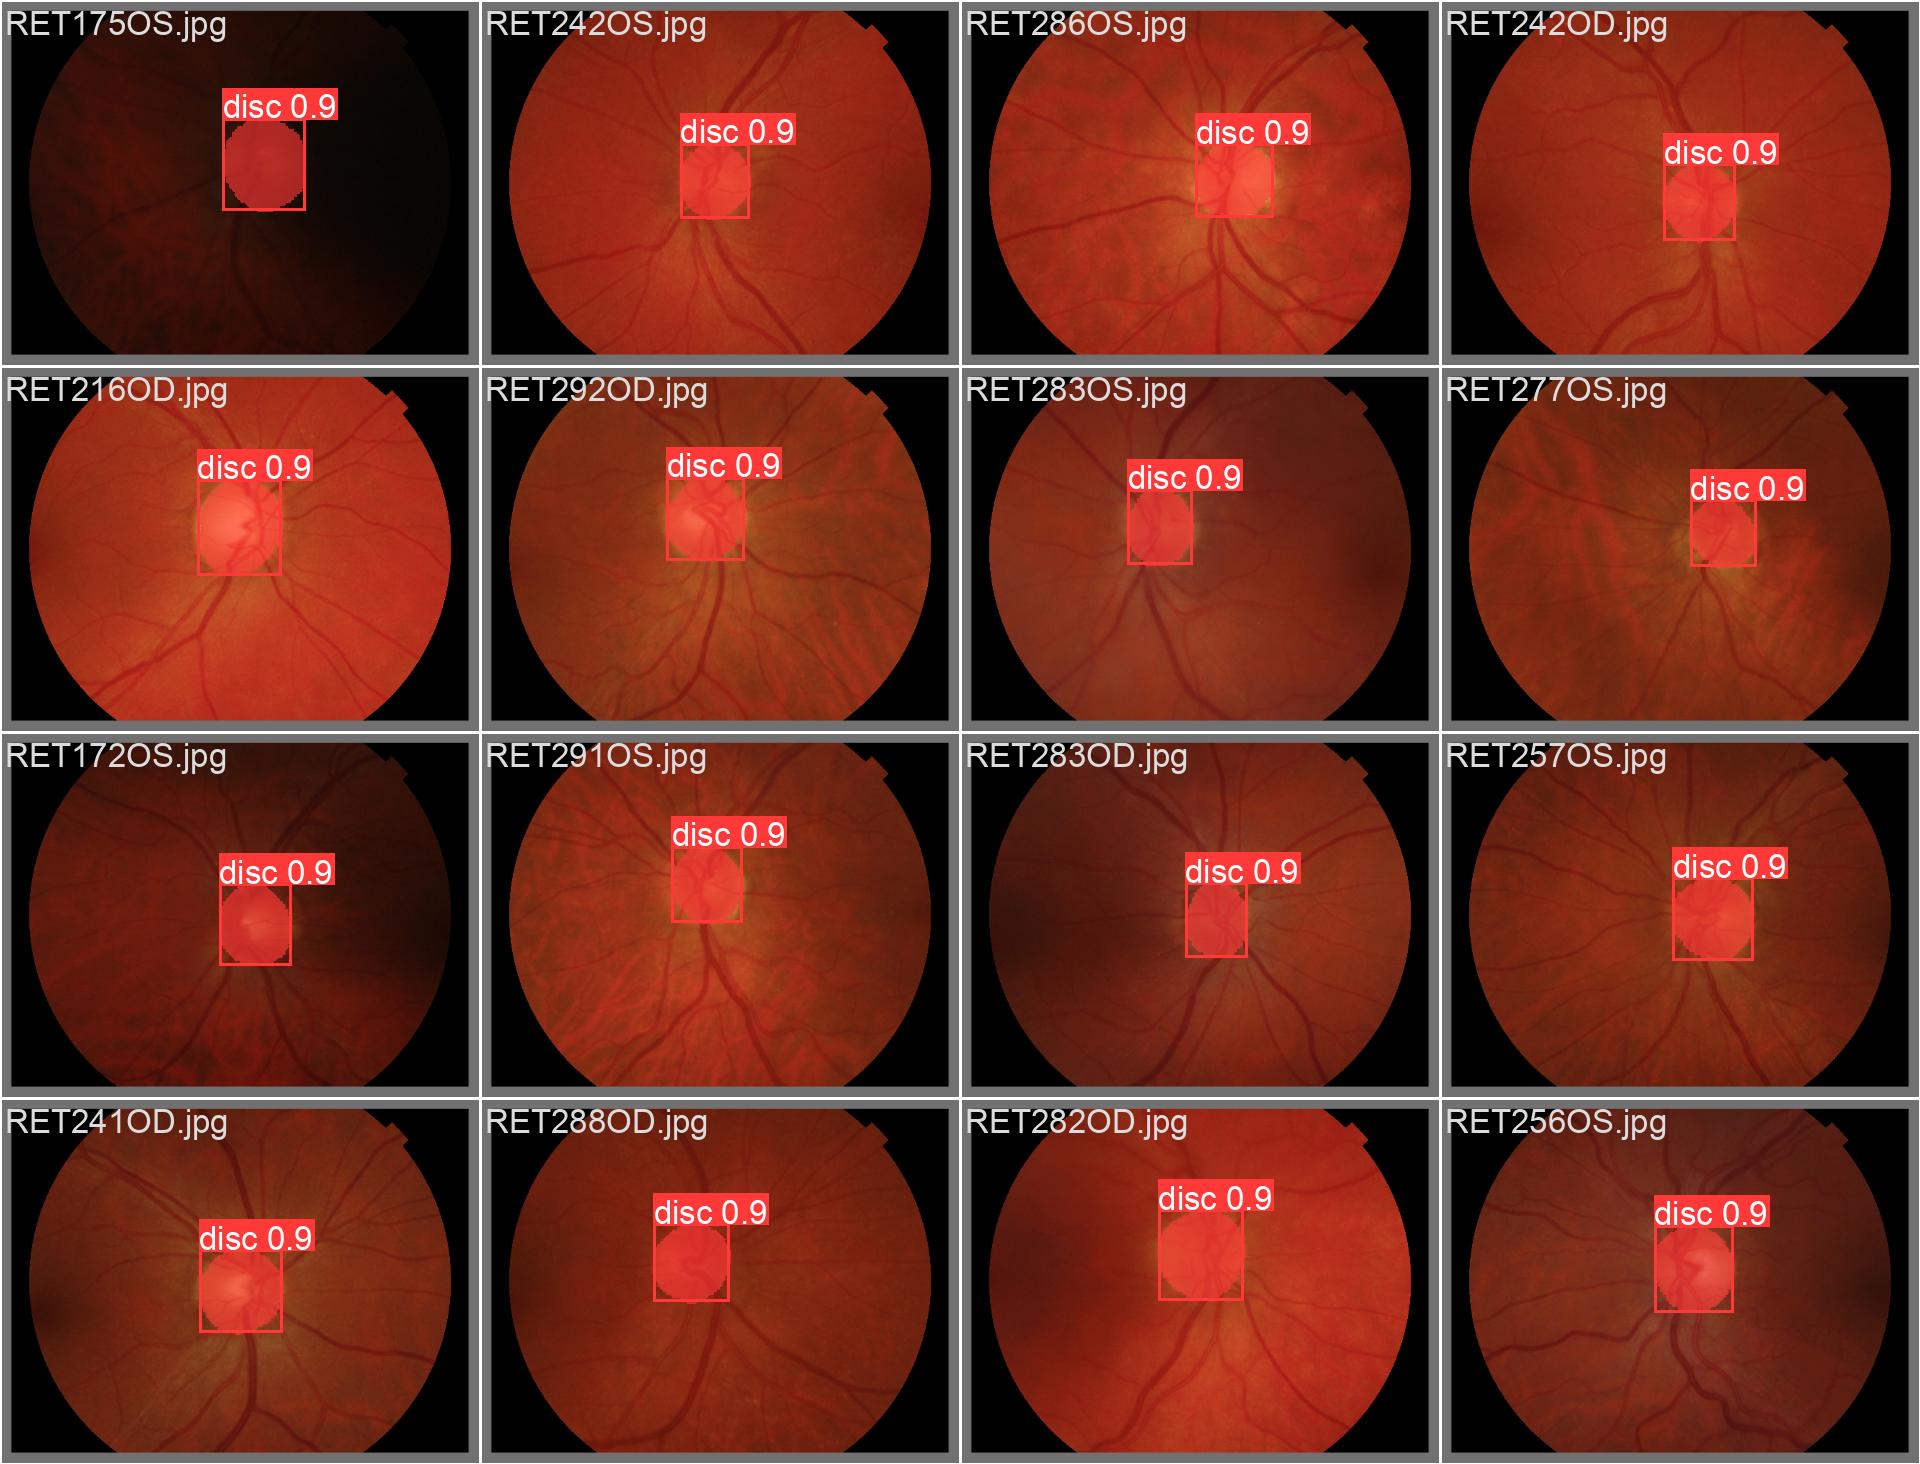 RET175OS.jpg
disc 0.9
RET242OS.jpg
disc 0.9
RET286OS.jpg
disc 0.9
RET242OD.jpg
disc 0.9
RET216OD.jpg
disc 0.9
RET292OD.jpg
disc 0.9
RET283OS.jpg
disc 0.9
RET277OS.jpg
disc 0.9
RET172OS.jpg
disc 0.9
RET291OS.jpg
disc 0.9
RET283OD.jpg
disc 0.9
RET257OS.jpg
disc 0.9
RET241OD.jpg
disc 0.9
RET288OD.jpg
disc 0.9
RET282OD.jpg
disc 0.9
RET256OS.jpg
disc 0.9